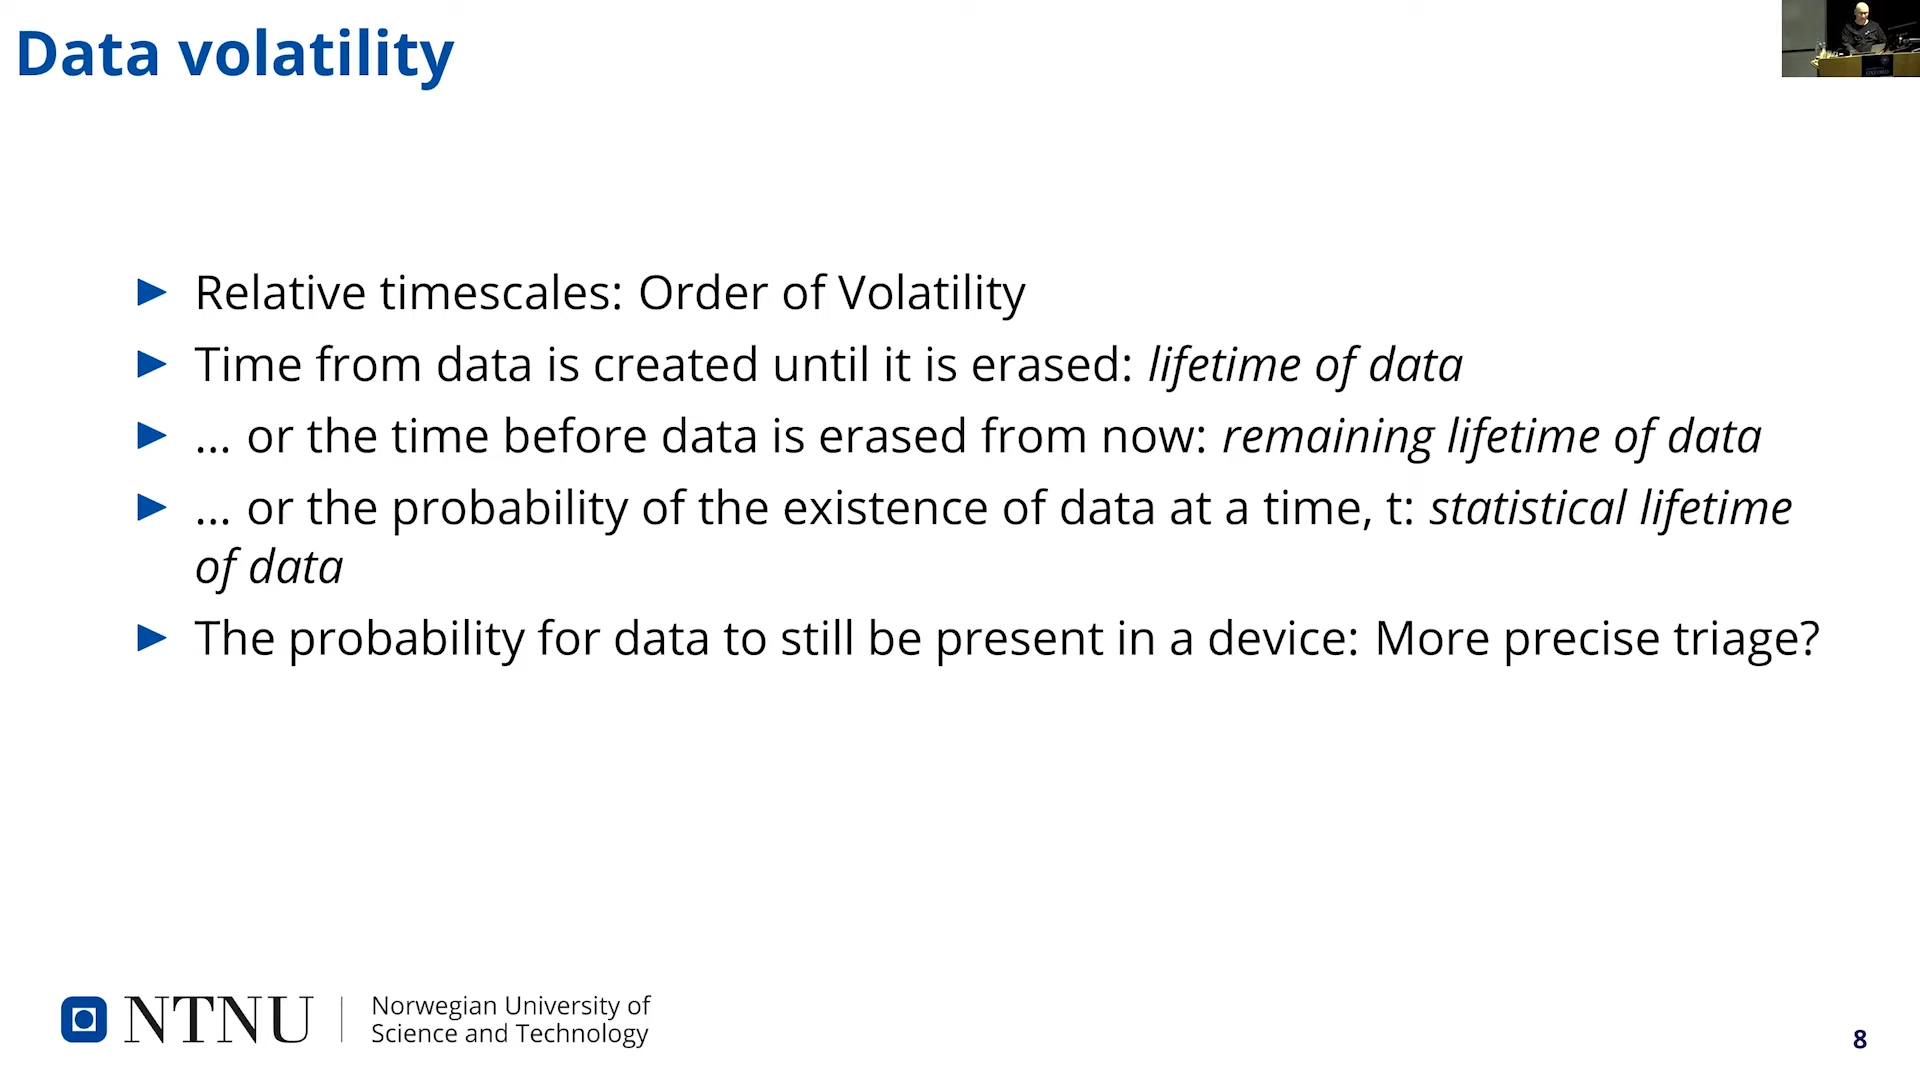 Data volatility
Relative timescales: Order of Volatility
Time from data is created until it is erased: lifetime of data
... or the time before data is erased from now: remaining lifetime of data
... or the probability of the existence of data at a time, t: statistical lifetime
of data
The probability for data to still be present in a device: More precise triage?
NTNU
Norwegian University of
Science and Technology
8
OXFORD